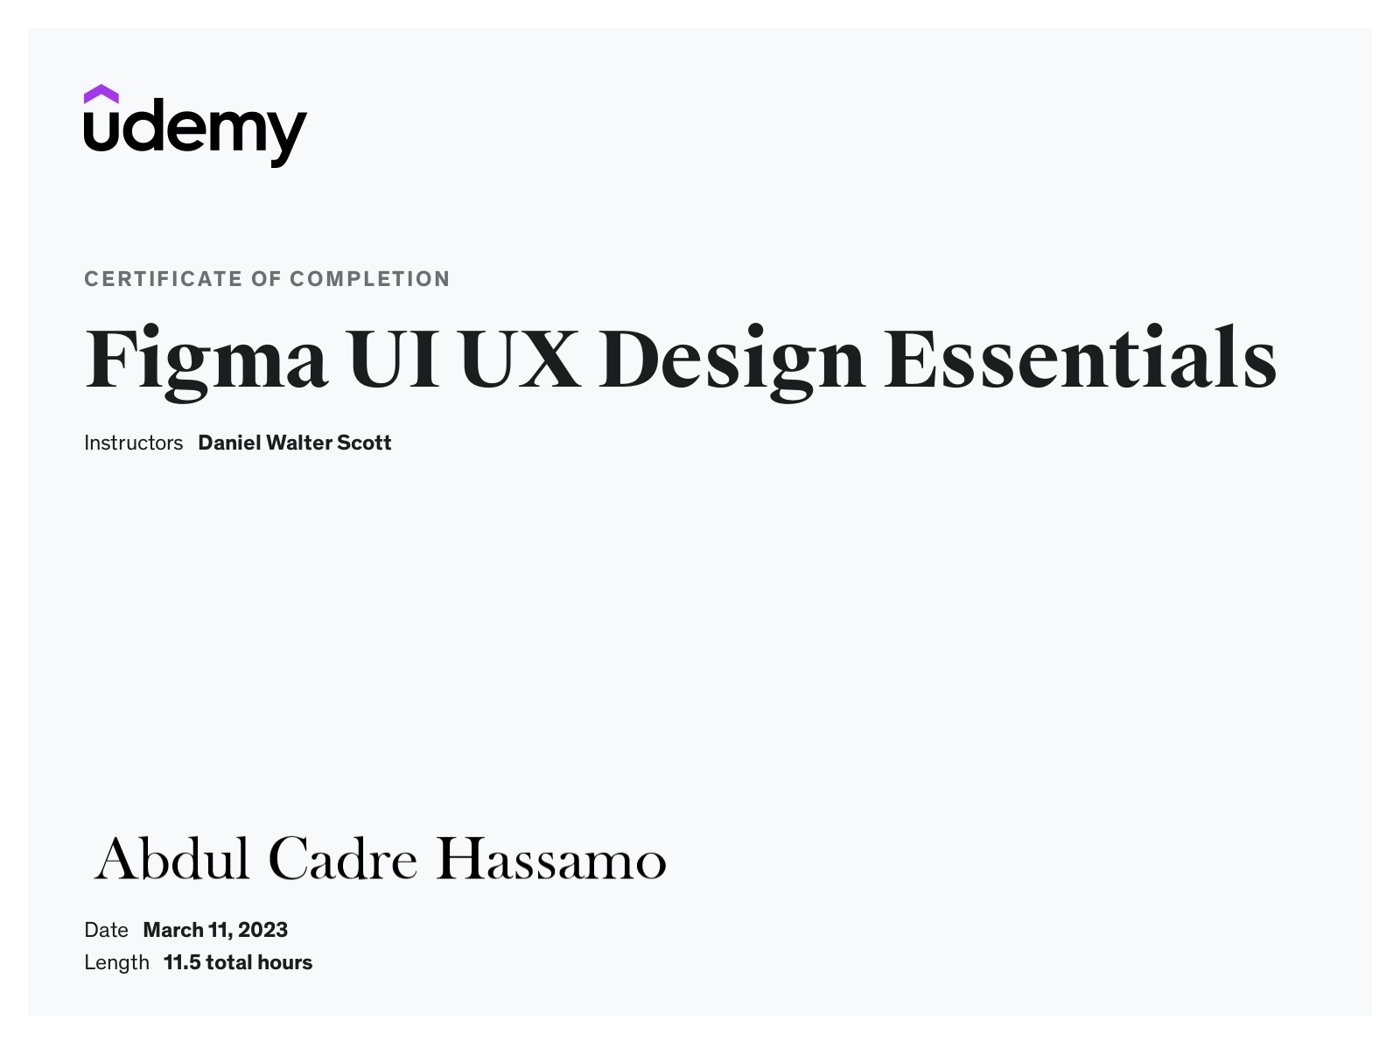 udemy
CERTIFICATE OF COMPLETION
Figma UI UX Design Essentials
Instructors Daniel Walter Scott
Abdul Cadre Hassamo
Date March 11, 2023
Length 11.5 total hours